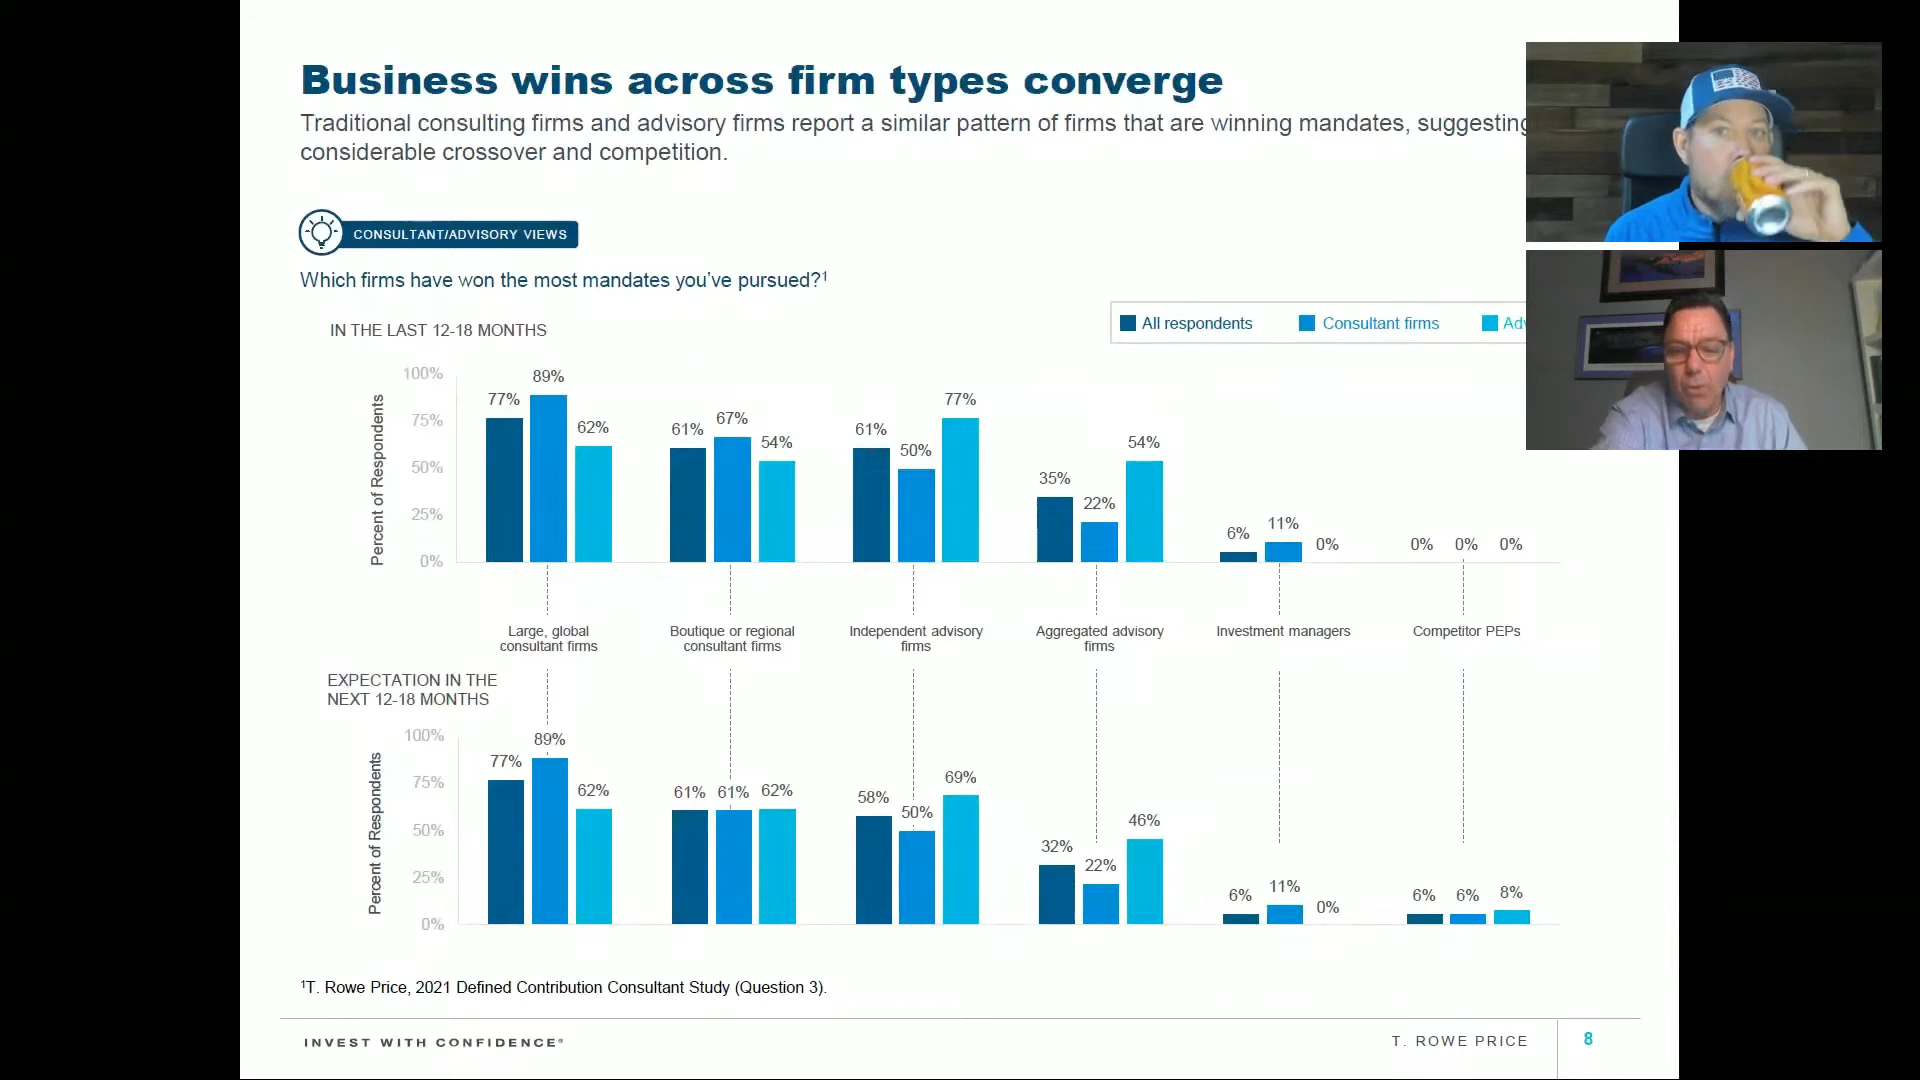 Business wins across firm types converge
Traditional consulting firms and advisory firms report a similar pattern of firms that are winning mandates, suggesting
considerable crossover and competition.
CONSULTANT/ADVISORY VIEWS
Which firms have won the most mandates you’ve pursued?¹
IN THE LAST 12-18 MONTHS
All respondents Consultant firms
Percent of Respondents
100%
75%
50%
25%
0%
77% 89% 62%
61% 67% 54%
61% 50% 77%
35% 22% 54%
6% 11% 0%
0% 0% 0%
Large, global
consultant firms
Boutique or regional
consultant firms
Independent advisory
firms
Aggregated advisory
firms
Investment managers
Competitor PEPs
EXPECTATION IN THE
NEXT 12-18 MONTHS
Percent of Respondents
100%
75%
50%
25%
0%
77% 89% 62%
61% 61% 62%
58% 50% 69%
32% 22% 46%
6% 11% 0%
6% 6% 8%
¹T. Rowe Price, 2021 Defined Contribution Consultant Study (Question 3).
INVEST WITH CONFIDENCE®
T. ROWE PRICE 8